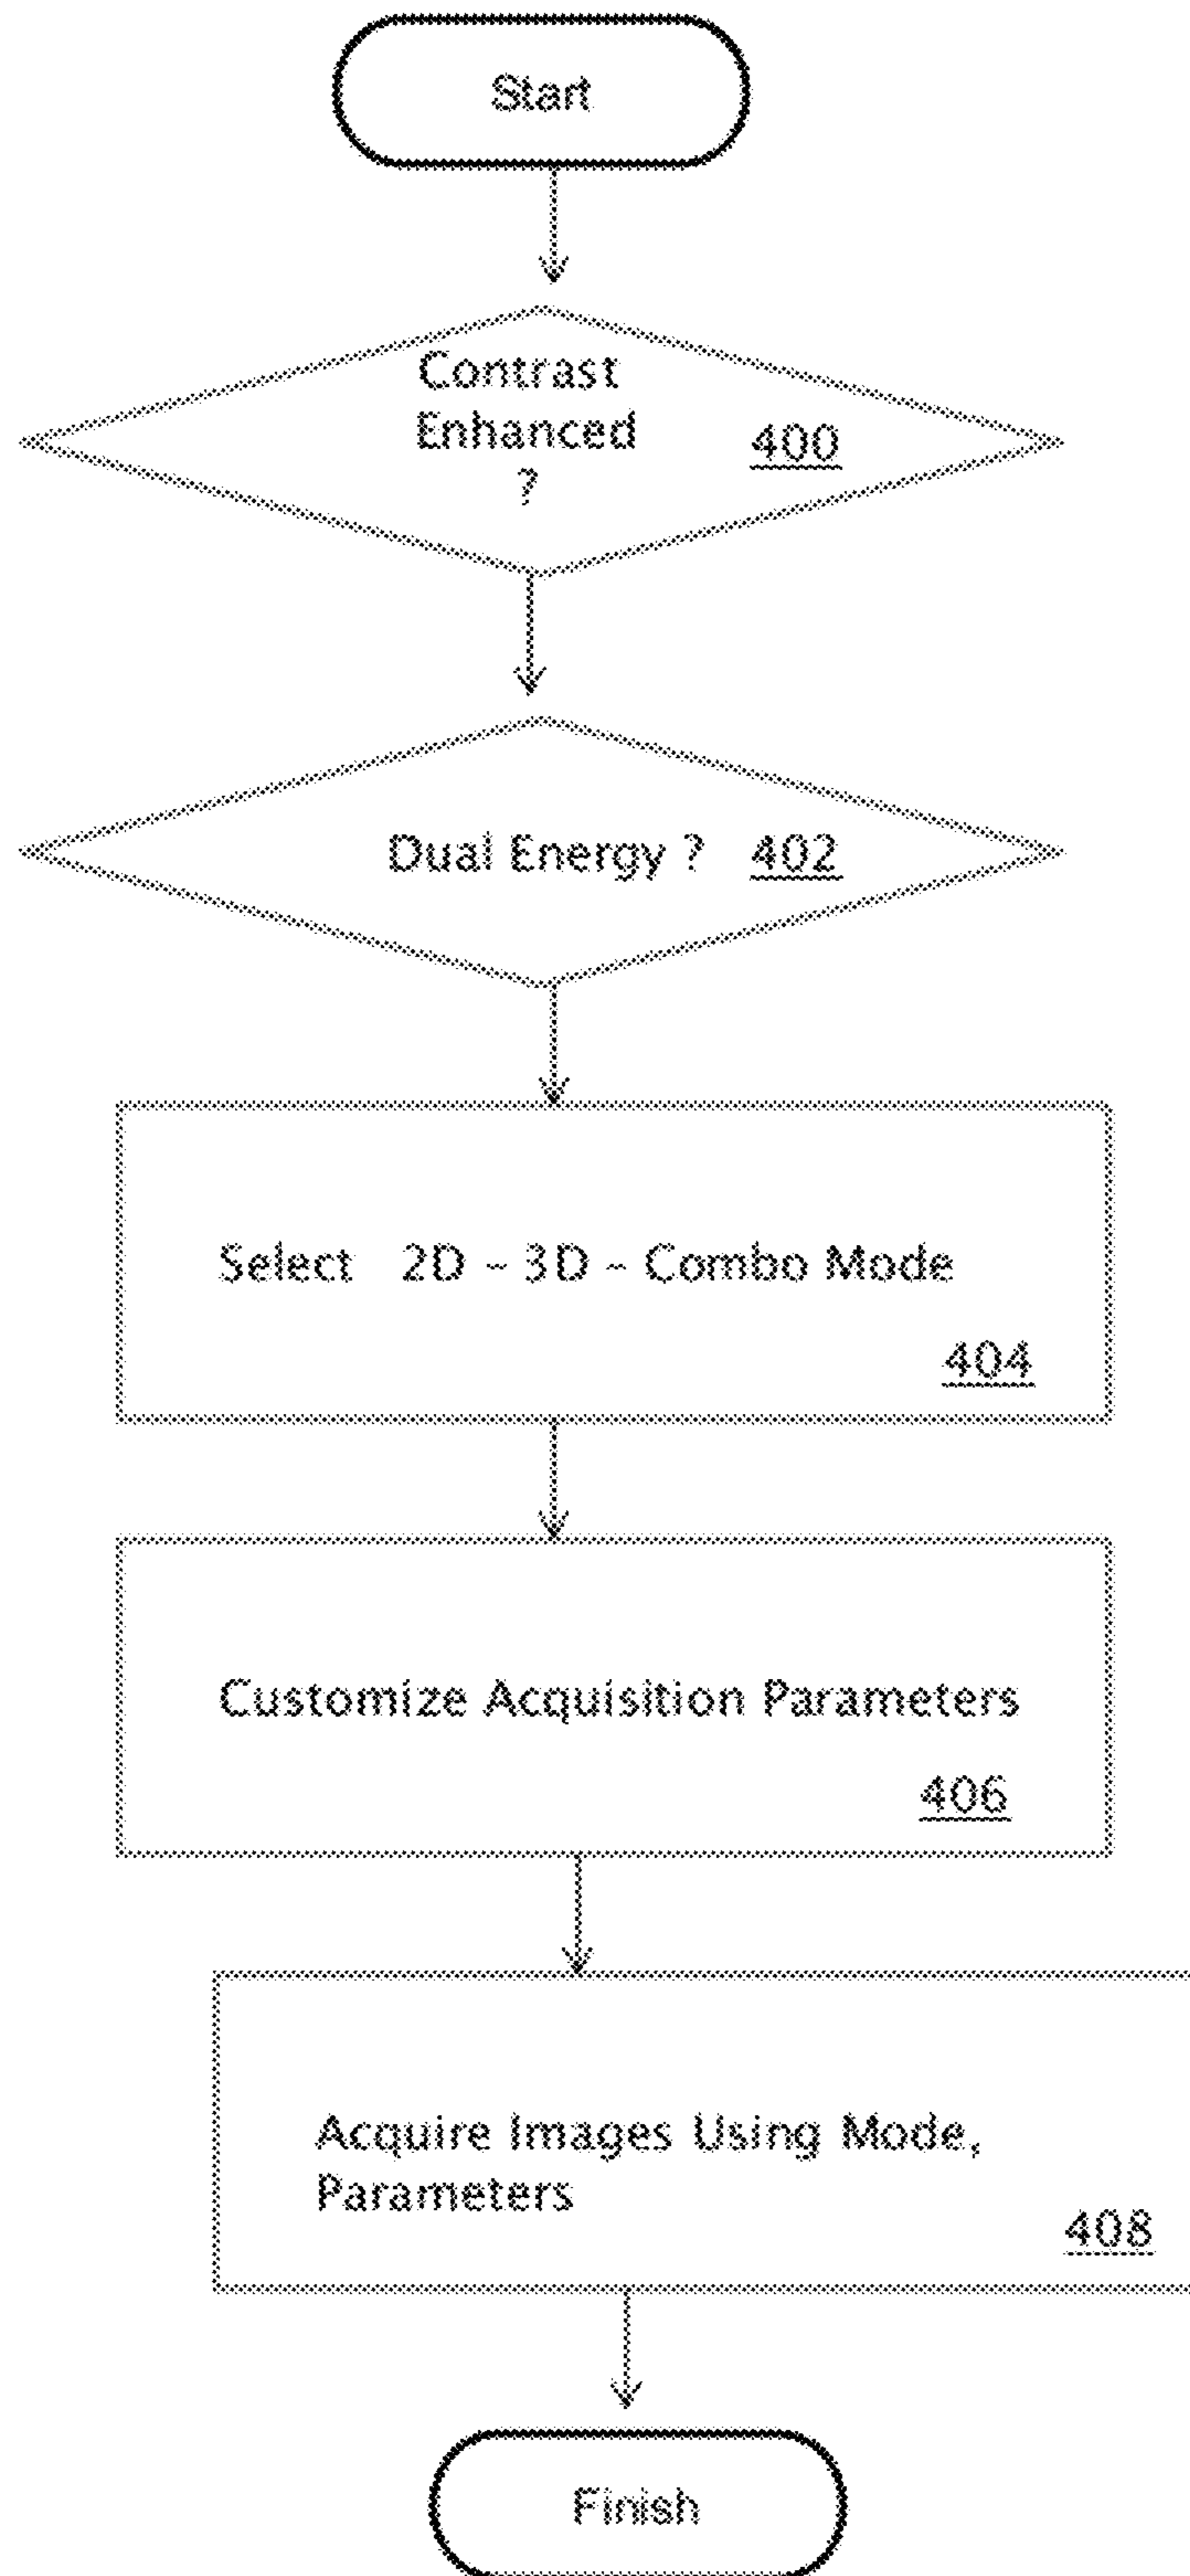 Start
Contrast
Enhanced
?
400
Dual Energy ? 402
Select 2D - 3D - Combo Mode
404
Customize Acquisition Parameters
406
Acquire Images Using Mode,
Parameters
408
Finish